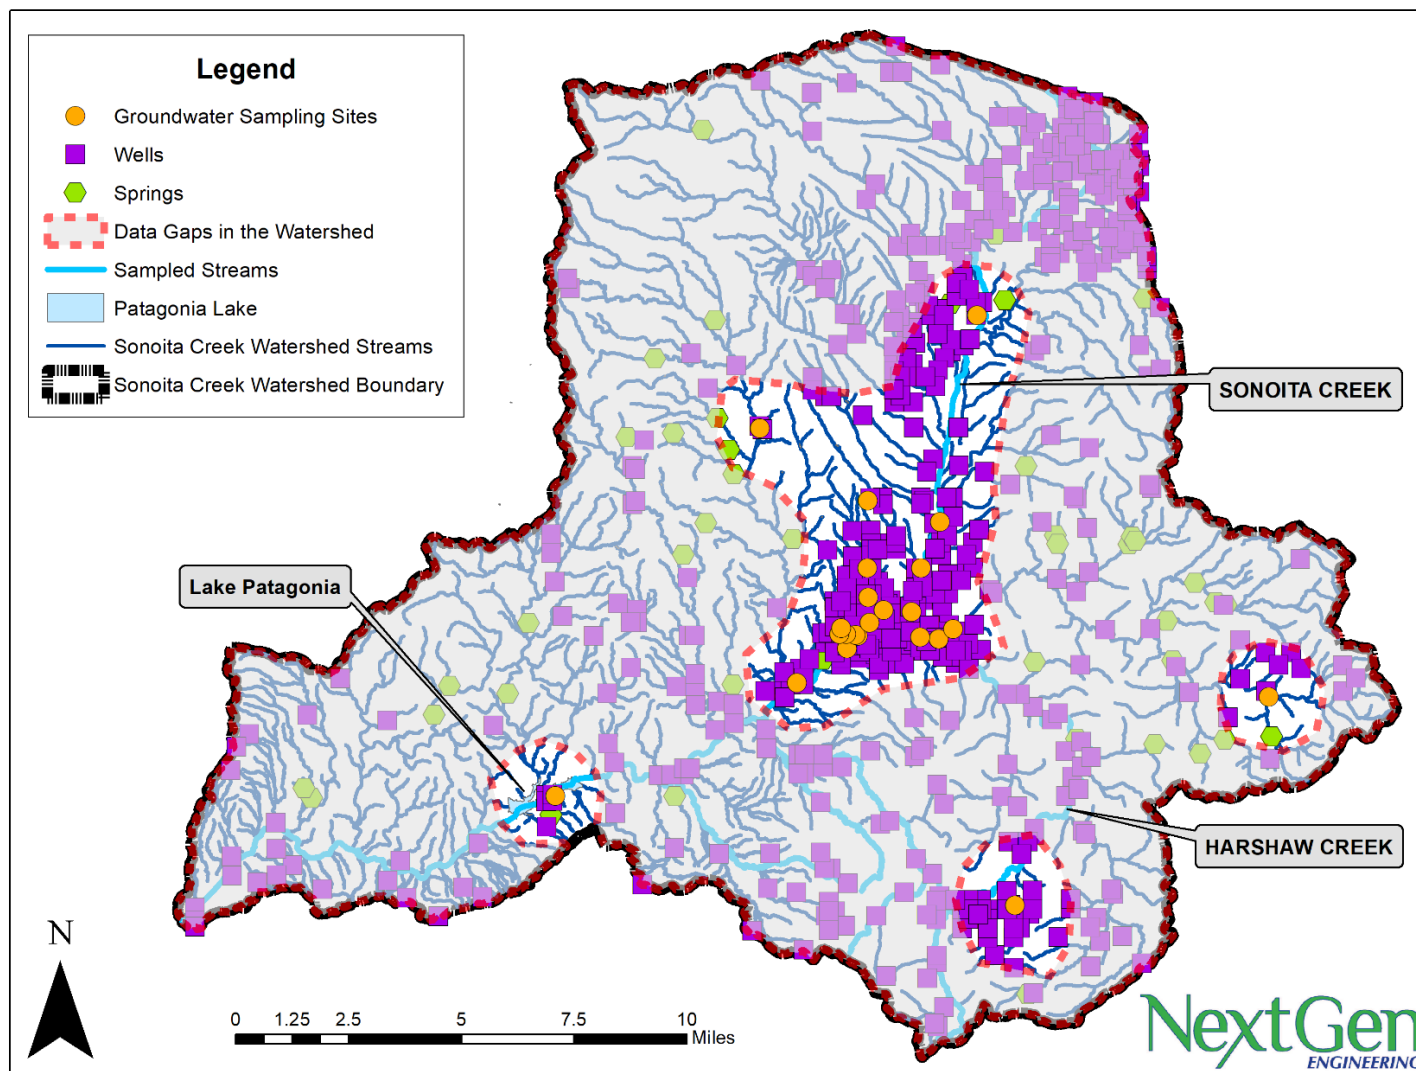 Legend
Groundwater Sampling Sites
Wells
Springs
Data Gaps in the Watershed
Sampled Streams
Patagonia Lake
Sonoita Creek Watershed Streams
Sonoita Creek Watershed Boundary
SONOITA CREEK
Lake Patagonia
HARSHAW CREEK
N
0 1.25 2.5 5 7.5 10
Miles
NextGen
ENGINEERING